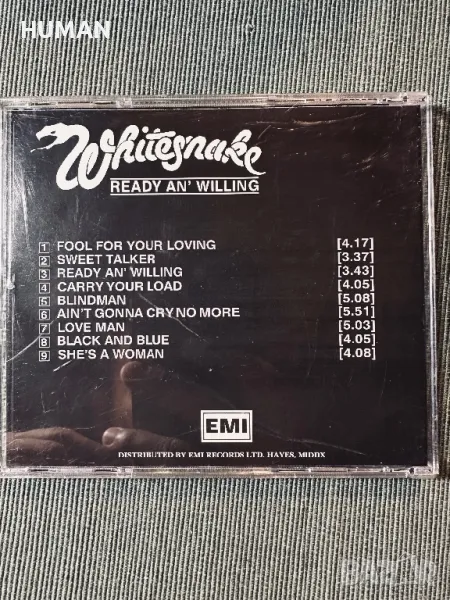 HUMAN
Whitesnake
READY AN' WILLING
1 FOOL FOR YOUR LOVING [4.17]
2 SWEET TALKER [3.37]
3 READY AN' WILLING [3.43]
4 CARRY YOUR LOAD [4.05]
5 BLINDMAN [5.08]
6 AIN'T GONNA CRY NO MORE [5.51]
7 LOVE MAN [5.03]
8 BLACK AND BLUE [4.05]
9 SHE'S A WOMAN [4.08]
EMI
DISTRIBUTED BY EMI RECORDS LTD. HAYES, MIDDX